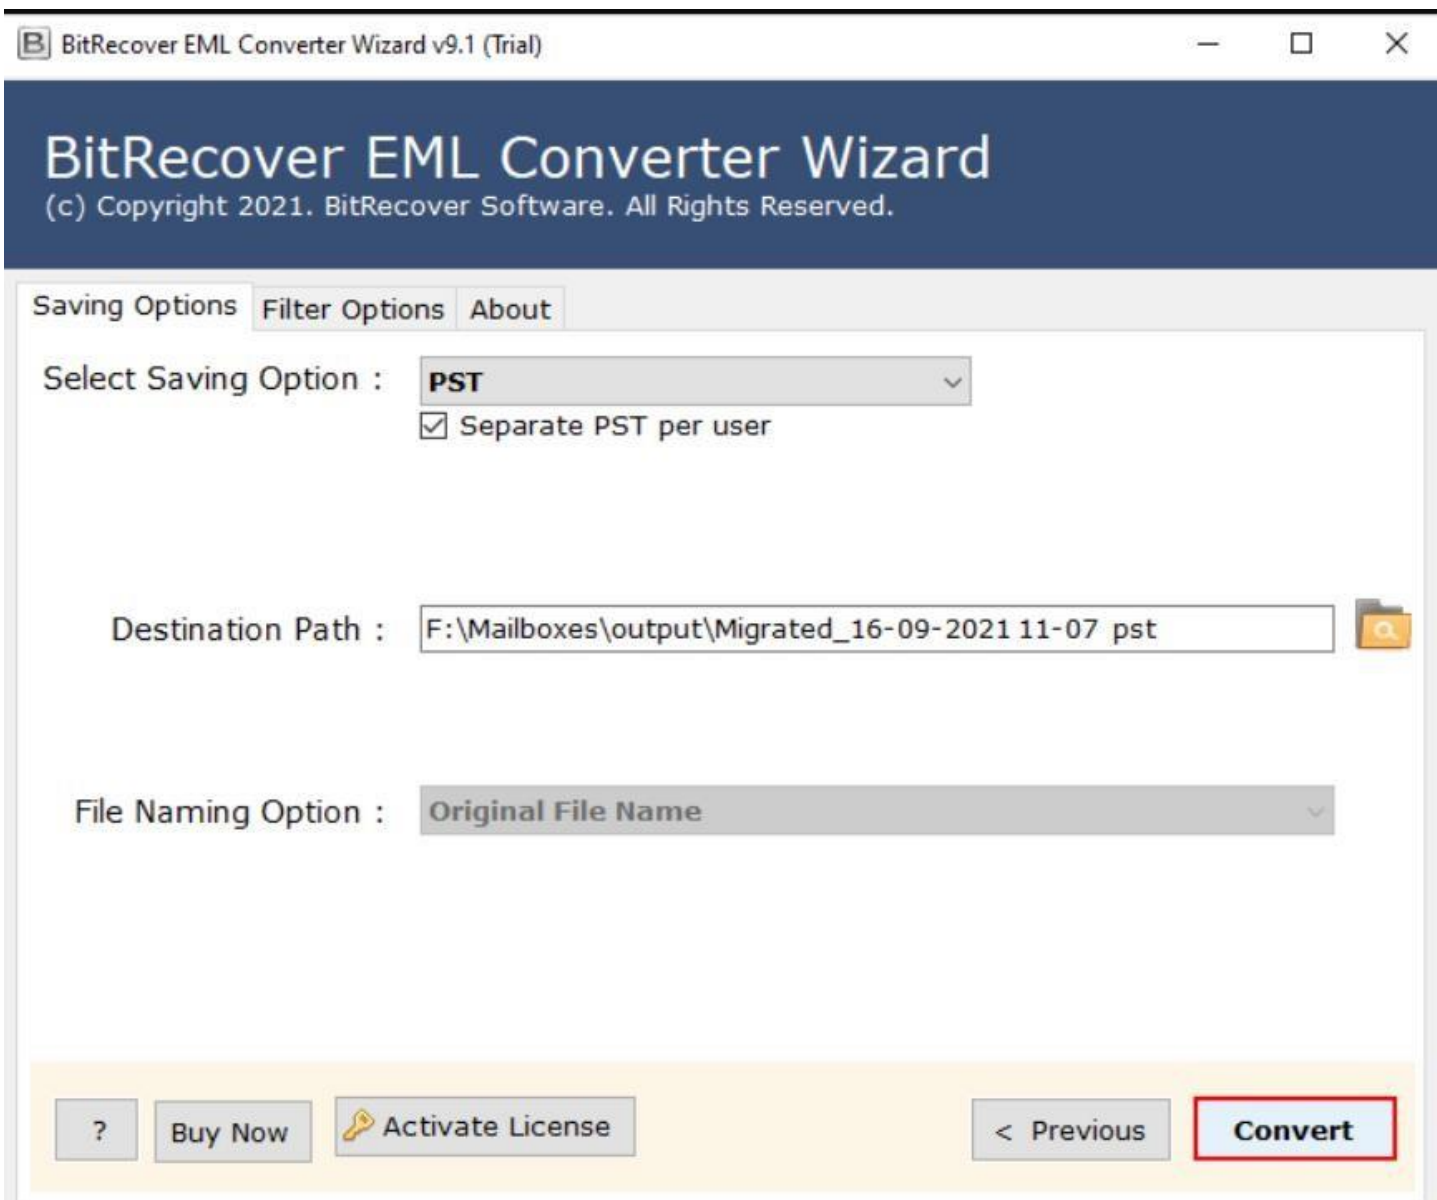 BitRecover EML Converter Wizard v9.1 (Trial)
BitRecover EML Converter Wizard
(c) Copyright 2021. BitRecover Software. All Rights Reserved.
Saving Options Filter Options About
Select Saving Option : PST
Separate PST per user
Destination Path : F:\Mailboxes\output\Migrated_16-09-2021 11-07 pst
File Naming Option : Original File Name
? Buy Now Activate License < Previous Convert